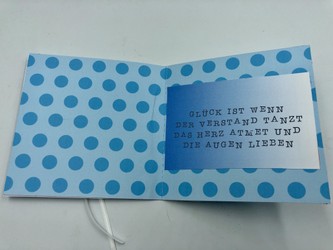 GLÜCK IST WENN
DER VERSTAND TANZT
DAS HERZ ATMET UND
DIE AUGEN LIEBEN